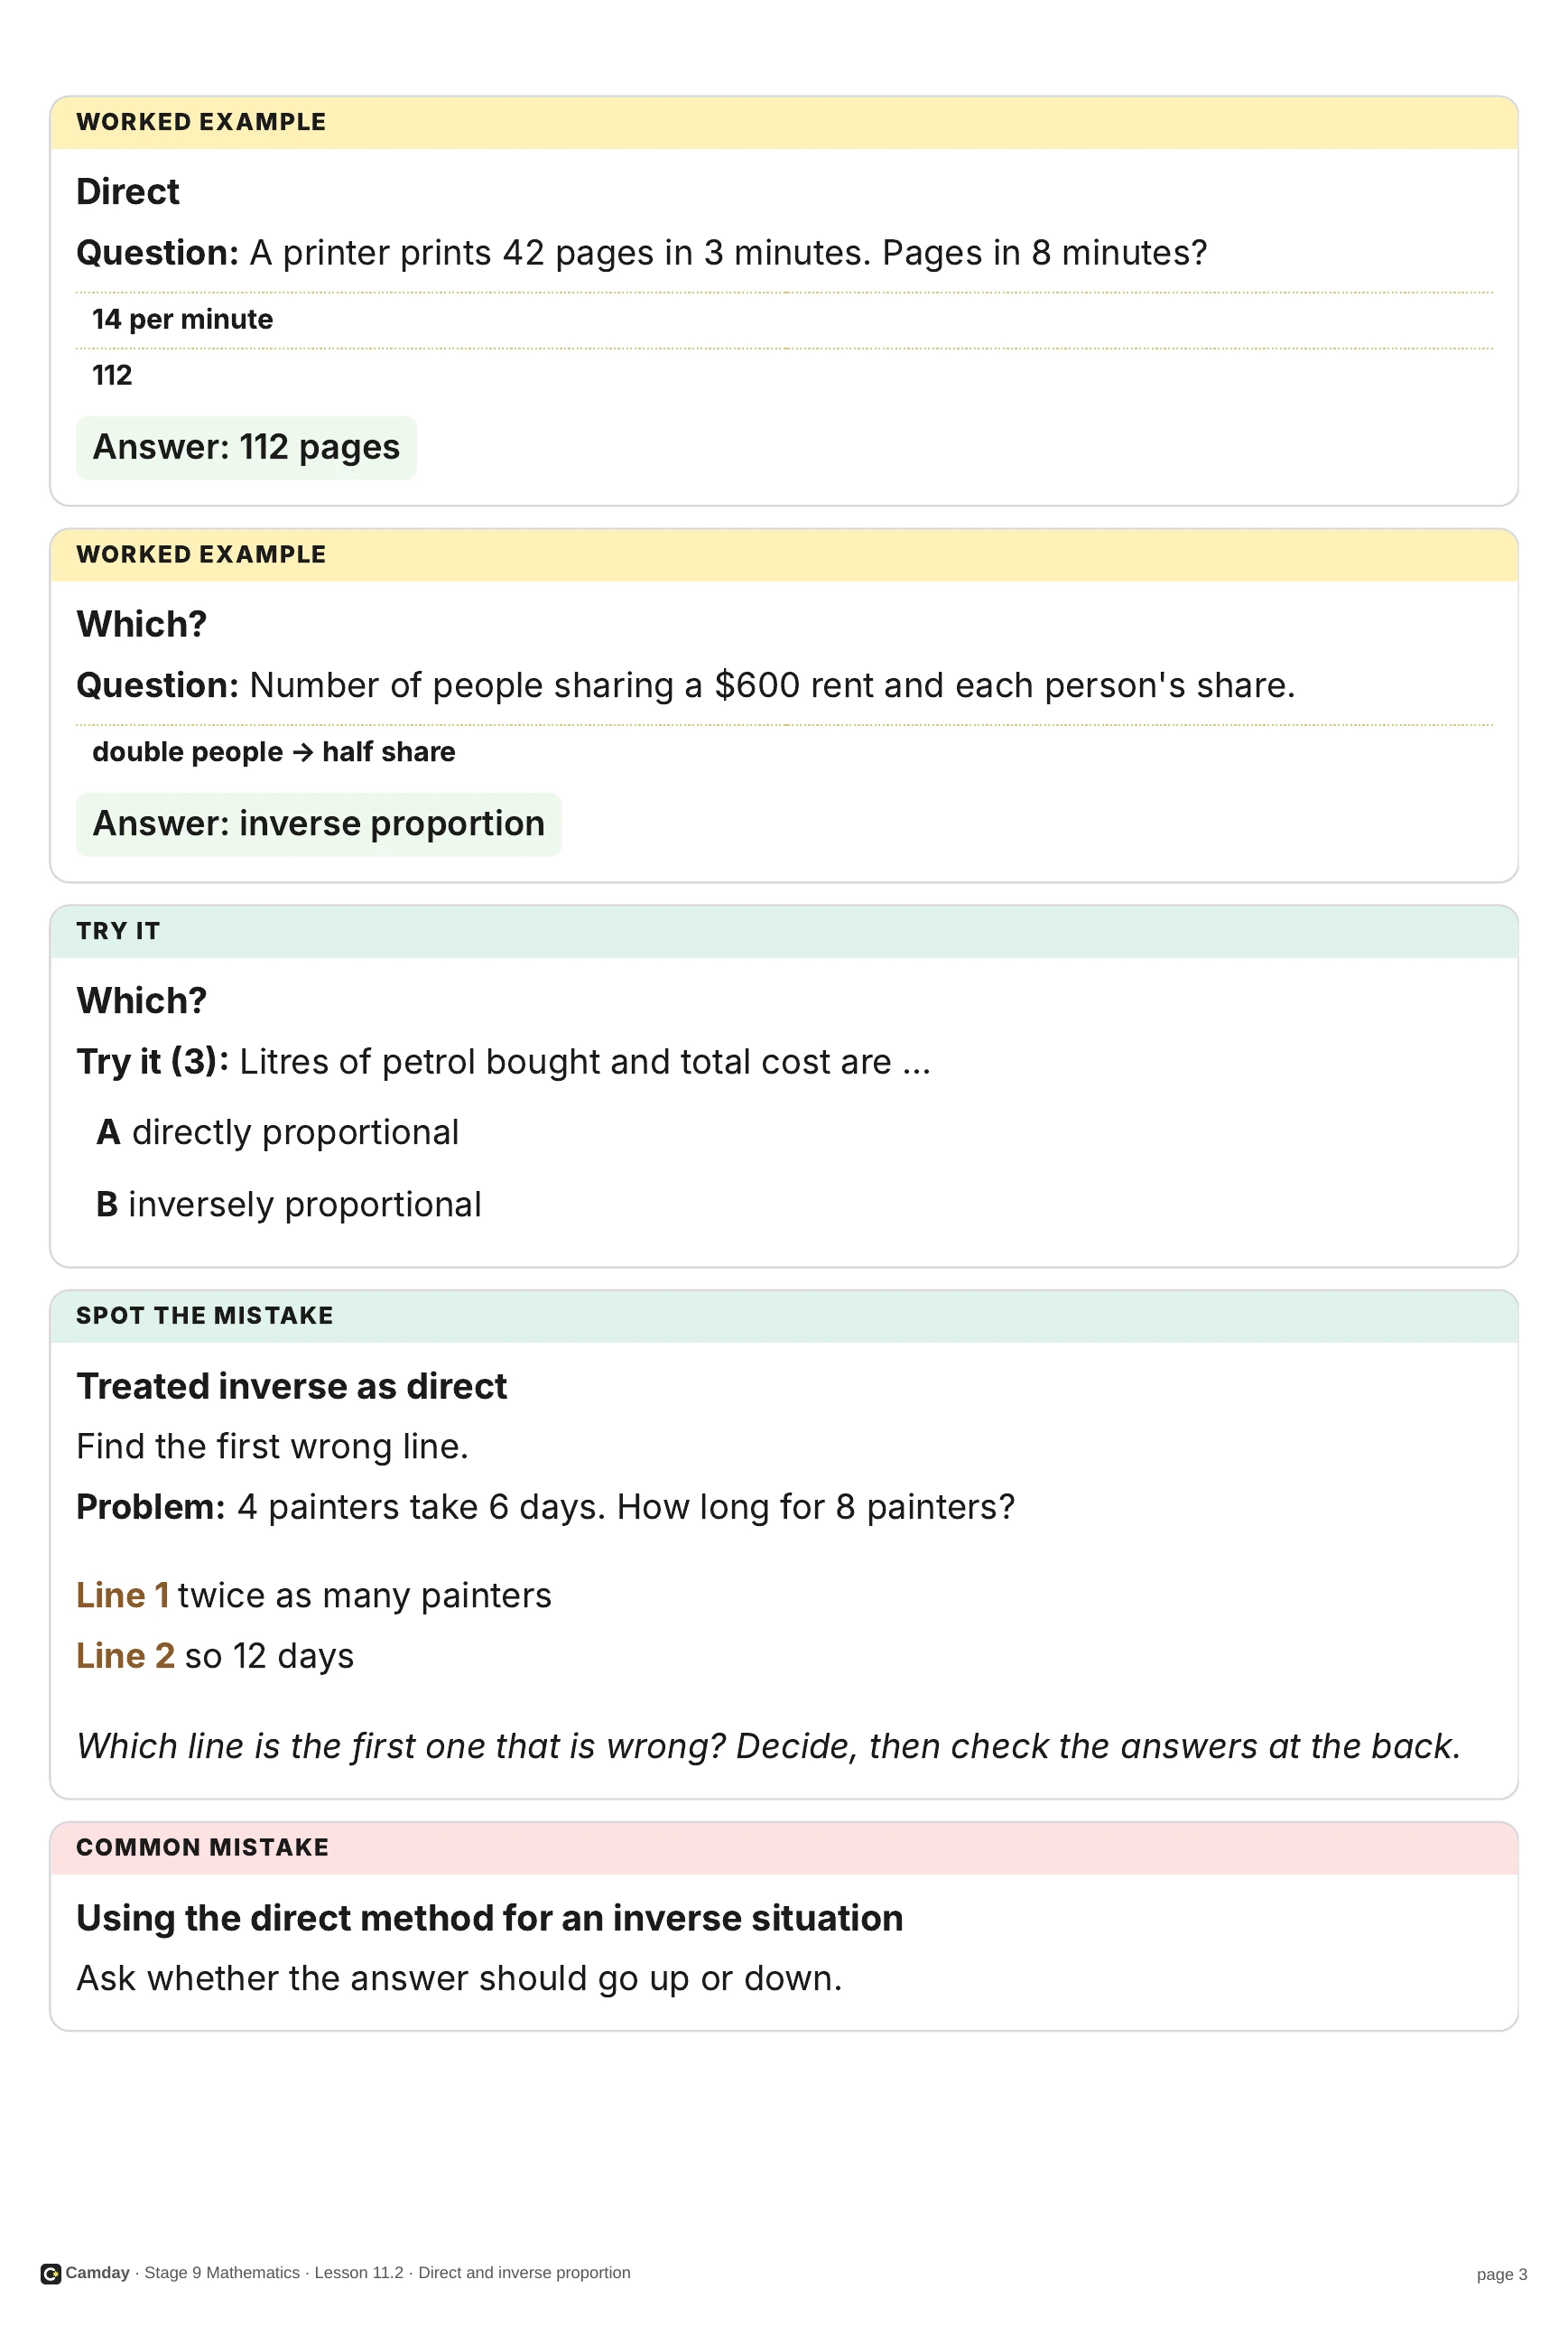 WORKED EXAMPLE
Direct
Question: A printer prints 42 pages in 3 minutes. Pages in 8 minutes?
14 per minute
112
Answer: 112 pages
WORKED EXAMPLE
Which?
Question: Number of people sharing a $600 rent and each person's share.
double people → half share
Answer: inverse proportion
TRY IT
Which?
Try it (3): Litres of petrol bought and total cost are ...
A directly proportional
B inversely proportional
SPOT THE MISTAKE
Treated inverse as direct
Find the first wrong line.
Problem: 4 painters take 6 days. How long for 8 painters?
Line 1 twice as many painters
Line 2 so 12 days
Which line is the first one that is wrong? Decide, then check the answers at the back.
COMMON MISTAKE
Using the direct method for an inverse situation
Ask whether the answer should go up or down.
Camday · Stage 9 Mathematics · Lesson 11.2 · Direct and inverse proportion
page 3